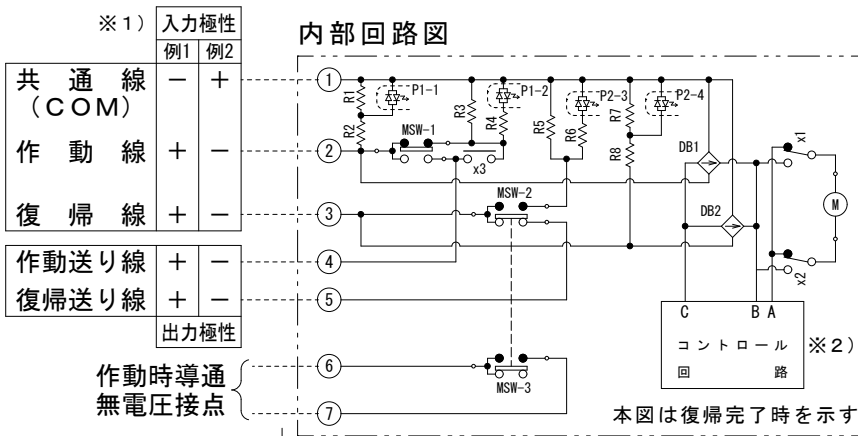 ※1) 入力極性
例1 例2
内部回路図
共通線 − +
(COM)
作動線 + −
復帰線 + −
作動送り線 + −
復帰送り線 + −
出力極性
作動時導通
無電圧接点
①
②
③
④
⑤
⑥
⑦
R1
P1-1
R2
MSW-1
R3
P1-2
R4
x3
R5
P2-3
R6
R7
P2-4
R8
DB1
x1
MSW-2
DB2
M
x2
C B A
コントロール
回路
※2)
MSW-3
本図は復帰完了時を示す